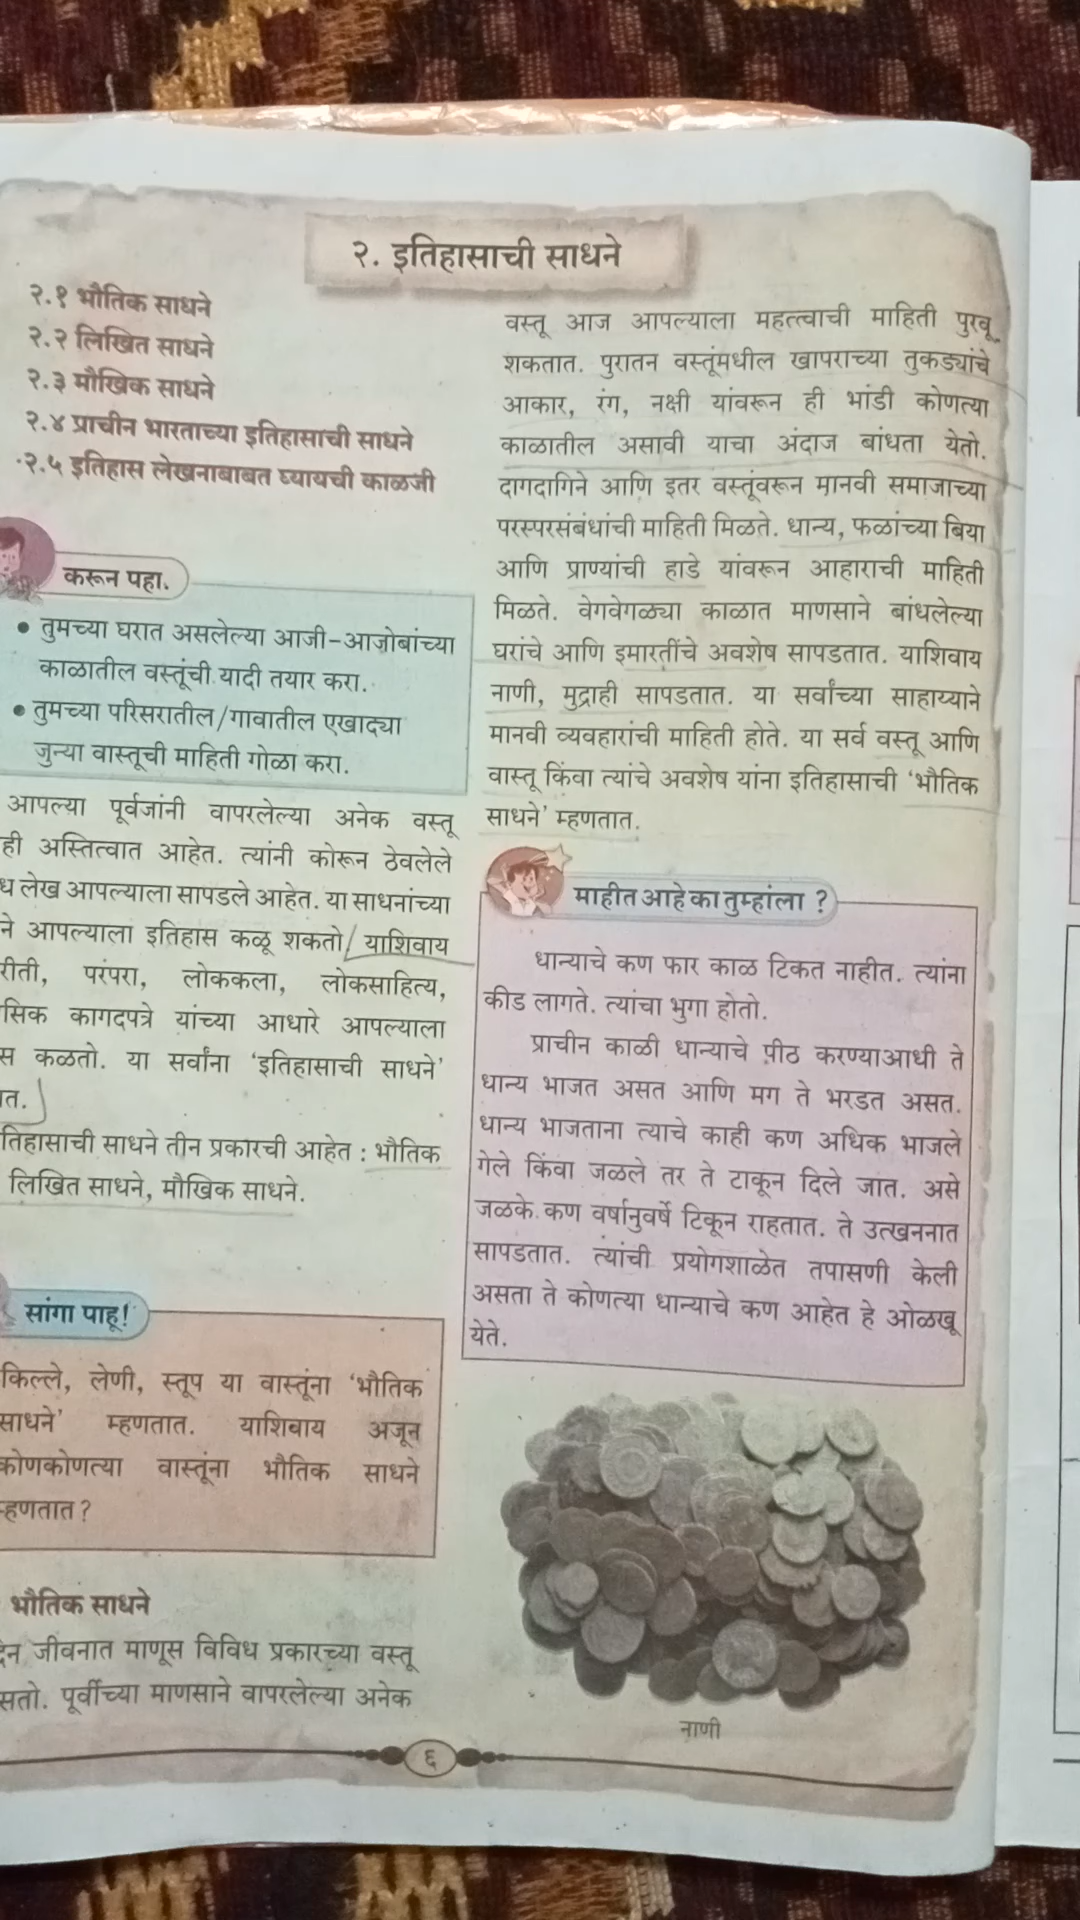 २. इतिहासाची साधने
२.१ भौतिक साधने
२.२ लिखित साधने
२.३ मौखिक साधने
२.४ प्राचीन भारताच्या इतिहासाची साधने
२.५ इतिहास लेखनाबाबत घ्यायची काळजी
करून पहा.
• तुमच्या घरात असलेल्या आजी-आजोबांच्या
काळातील वस्तूंची यादी तयार करा.
• तुमच्या परिसरातील/गावातील एखाद्या
जुन्या वास्तूची माहिती गोळा करा.
आपल्या पूर्वजांनी वापरलेल्या अनेक वस्तू
ही अस्तित्वात आहेत. त्यांनी कोरून ठेवलेले
ध लेख आपल्याला सापडले आहेत. या साधनांच्या
ने आपल्याला इतिहास कळू शकतो/ याशिवाय
रीती, परंपरा, लोककला, लोकसाहित्य,
सिक कागदपत्रे यांच्या आधारे आपल्याला
स कळतो. या सर्वांना ‘इतिहासाची साधने’
त.
तिहासाची साधने तीन प्रकारची आहेत : भौतिक
लिखित साधने, मौखिक साधने.
सांगा पाहू!
किल्ले, लेणी, स्तूप या वास्तूंना ‘भौतिक
साधने’ म्हणतात. याशिवाय अजून
कोणकोणत्या वास्तूंना भौतिक साधने
म्हणतात ?
भौतिक साधने
जीवनात माणूस विविध प्रकारच्या वस्तू
सतो. पूर्वीच्या माणसाने वापरलेल्या अनेक
वस्तू आज आपल्याला महत्त्वाची माहिती पुरवू
शकतात. पुरातन वस्तूंमधील खापराच्या तुकड्यांचे
आकार, रंग, नक्षी यांवरून ही भांडी कोणत्या
काळातील असावी याचा अंदाज बांधता येतो.
दागदागिने आणि इतर वस्तूंवरून मानवी समाजाच्या
परस्परसंबंधांची माहिती मिळते. धान्य, फळांच्या बिया
आणि प्राण्यांची हाडे यांवरून आहाराची माहिती
मिळते. वेगवेगळ्या काळात माणसाने बांधलेल्या
घरांचे आणि इमारतींचे अवशेष सापडतात. याशिवाय
नाणी, मुद्राही सापडतात. या सर्वांच्या साहाय्याने
मानवी व्यवहारांची माहिती होते. या सर्व वस्तू आणि
वास्तू किंवा त्यांचे अवशेष यांना इतिहासाची ‘भौतिक
साधने’ म्हणतात.
माहीत आहे का तुम्हांला ?
धान्याचे कण फार काळ टिकत नाहीत. त्यांना
कीड लागते. त्यांचा भुगा होतो.
प्राचीन काळी धान्याचे पीठ करण्याआधी ते
धान्य भाजत असत आणि मग ते भरडत असत.
धान्य भाजताना त्याचे काही कण अधिक भाजले
गेले किंवा जळले तर ते टाकून दिले जात. असे
जळके कण वर्षानुवर्षे टिकून राहतात. ते उत्खननात
सापडतात. त्यांची प्रयोगशाळेत तपासणी केली
असता ते कोणत्या धान्याचे कण आहेत हे ओळखू
येते.
नाणी
६